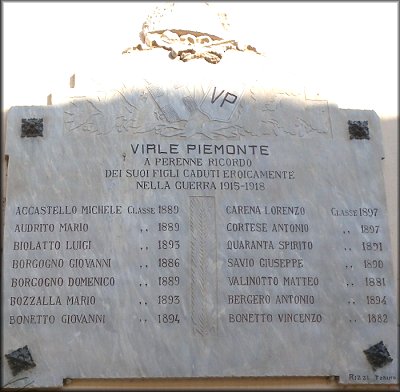 VP
VIRLE PIEMONTE
A PERENNE RICORDO
DEI SUOI FIGLI CADUTI EROICAMENTE
NELLA GUERRA 1915-1918
ACCASTELLO MICHELE CLASSE 1889
AUDRITO MARIO ,, 1889
BIOLATTO LUIGI ,, 1893
BORGOGNO GIOVANNI ,, 1886
BORGOGNO DOMENICO ,, 1889
BOZZALLA MARIO ,, 1893
BONETTO GIOVANNI ,, 1894
CARENA LORENZO CLASSE 1897
CORTESE ANTONIO ,, 1897
QUARANTA SPIRITO ,, 1891
SAVIO GIUSEPPE ,, 1890
VALINOTTO MATTEO ,, 1881
BERGERO ANTONIO ,, 1894
BONETTO VINCENZO ,, 1882
RIZZI TORINO